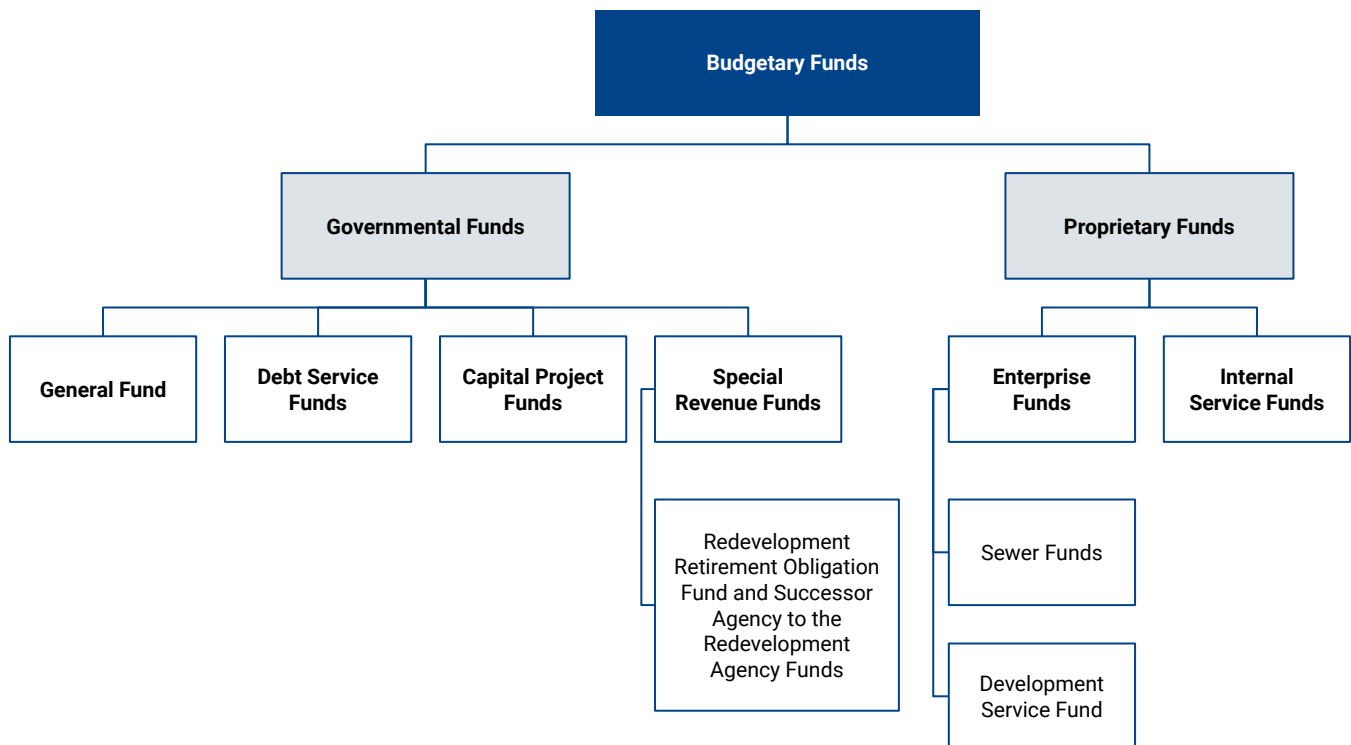 Budgetary Funds
Governmental Funds
Proprietary Funds
General Fund
Debt Service
Funds
Capital Project
Funds
Special
Revenue Funds
Enterprise
Funds
Internal
Service Funds
Redevelopment
Retirement Obligation
Fund and Successor
Agency to the
Redevelopment
Agency Funds
Sewer Funds
Development
Service Fund